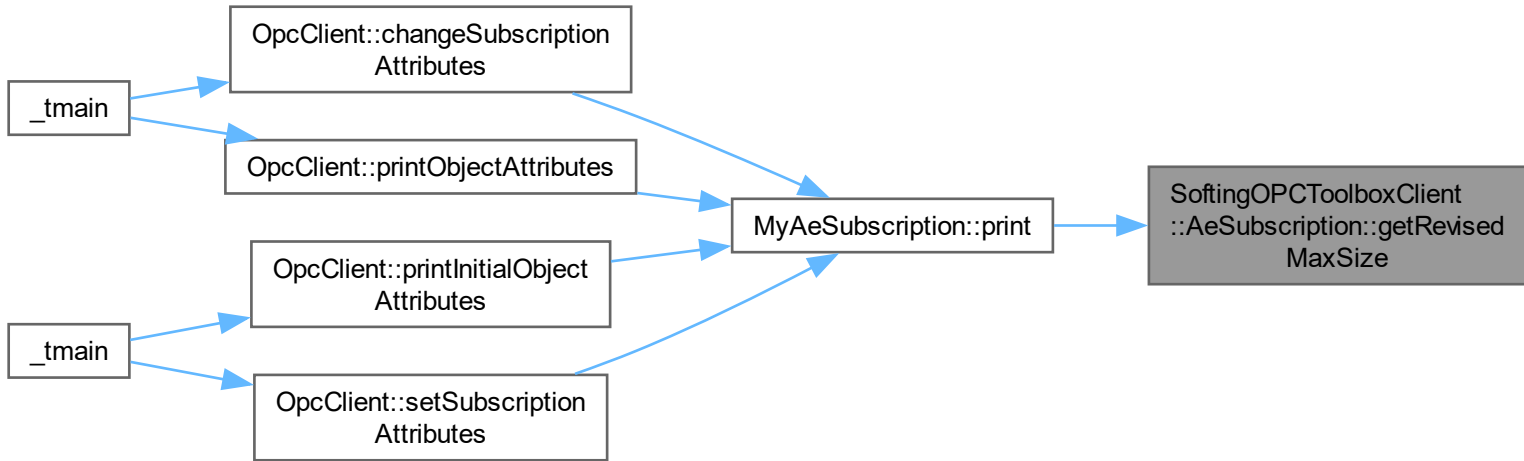 _tmain
OpcClient::changeSubscription
Attributes
OpcClient::printObjectAttributes
_tmain
OpcClient::printInitialObject
Attributes
OpcClient::setSubscription
Attributes
MyAeSubscription::print
SoftingOPCToolboxClient
::AeSubscription::getRevised
MaxSize